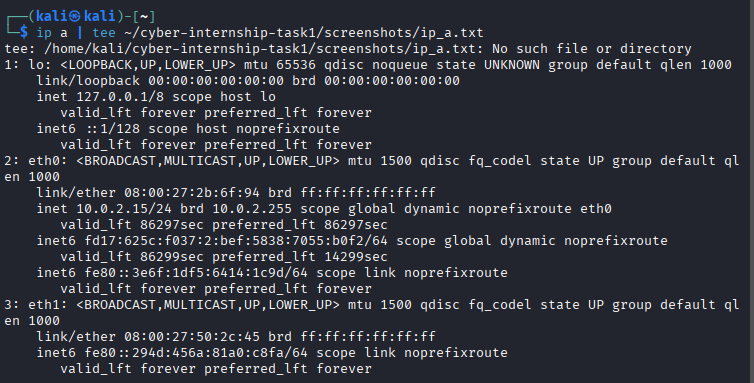 ┌──(kali㉿kali)-[~]
└─$ ip a | tee ~/cyber-internship-task1/screenshots/ip_a.txt
tee: /home/kali/cyber-internship-task1/screenshots/ip_a.txt: No such file or directory
1: lo: <LOOPBACK,UP,LOWER_UP> mtu 65536 qdisc noqueue state UNKNOWN group default qlen 1000
    link/loopback 00:00:00:00:00:00 brd 00:00:00:00:00:00
    inet 127.0.0.1/8 scope host lo
       valid_lft forever preferred_lft forever
    inet6 ::1/128 scope host noprefixroute
       valid_lft forever preferred_lft forever
2: eth0: <BROADCAST,MULTICAST,UP,LOWER_UP> mtu 1500 qdisc fq_codel state UP group default ql
en 1000
    link/ether 08:00:27:2b:6f:94 brd ff:ff:ff:ff:ff:ff
    inet 10.0.2.15/24 brd 10.0.2.255 scope global dynamic noprefixroute eth0
       valid_lft 86297sec preferred_lft 86297sec
    inet6 fd17:625c:f037:2:bef:5838:7055:b0f2/64 scope global dynamic noprefixroute
       valid_lft 86299sec preferred_lft 14299sec
    inet6 fe80::3e6f:1df5:6414:1c9d/64 scope link noprefixroute
       valid_lft forever preferred_lft forever
3: eth1: <BROADCAST,MULTICAST,UP,LOWER_UP> mtu 1500 qdisc fq_codel state UP group default ql
en 1000
    link/ether 08:00:27:50:2c:45 brd ff:ff:ff:ff:ff:ff
    inet6 fe80::294d:456a:81a0:c8fa/64 scope link noprefixroute
       valid_lft forever preferred_lft forever